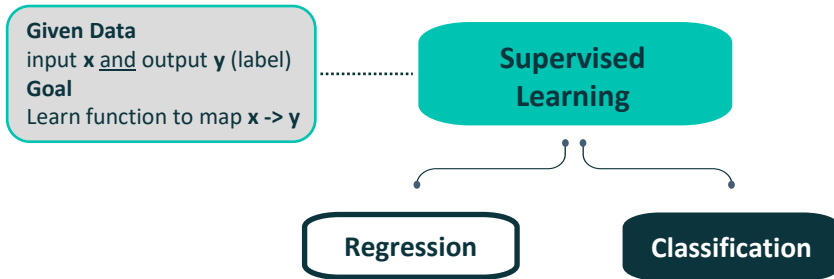 Given Data
input x and output y (label)
Goal
Learn function to map x -> y
Supervised
Learning
Regression
Classification